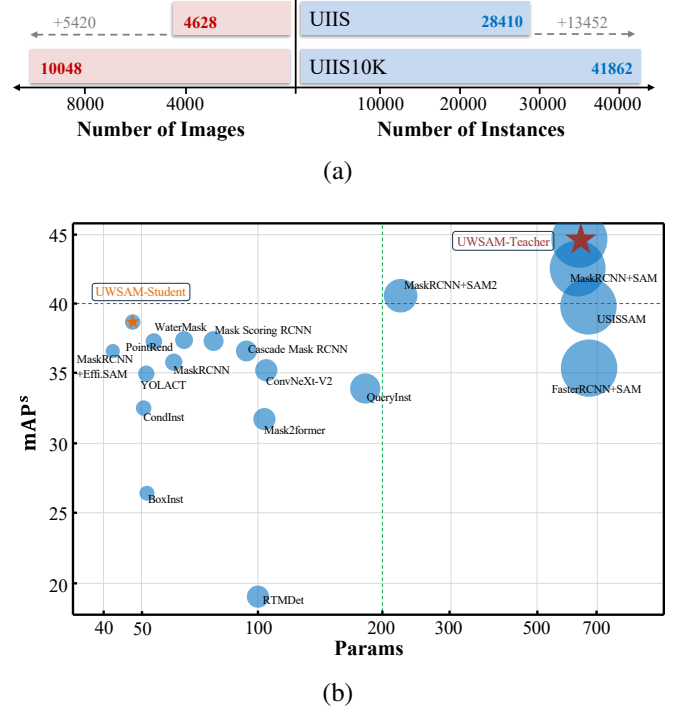 +5420
4628
UIIS
28410
+13452
10048
UIIS10K
41862
8000
4000
10000
20000
30000
40000
Number of Images
Number of Instances
(a)
45
UWSAM-Teacher
MaskRCNN+SAM
MaskRCNN+SAM2
UWSAM-Student
40
USISSAM
WaterMask
Mask Scoring RCNN
PointRend
Cascade Mask RCNN
MaskRCNN
+Effi.SAM
MaskRCNN
ConvNeXt-V2
FasterRCNN+SAM
35
YOLACT
QueryInst
CondInst
Mask2former
mAPˢ
30
BoxInst
20
RTMDet
40
50
100
200
300
500
700
Params
(b)